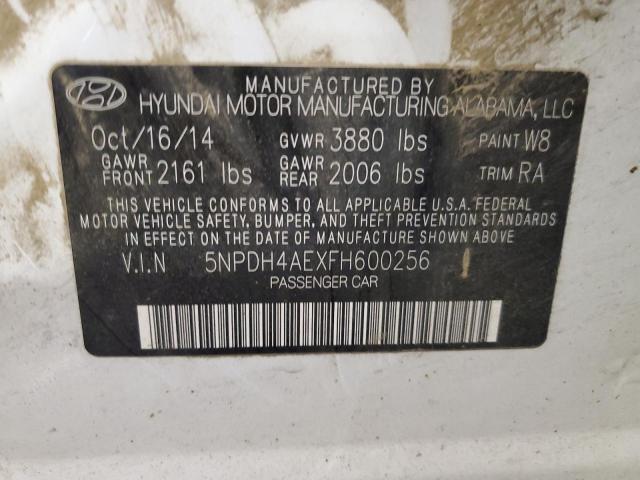 MANUFACTURED BY
HYUNDAI MOTOR MANUFACTURING ALABAMA, LLC
Oct/16/14 GVWR 3880 lbs PAINT W8
GAWR FRONT 2161 lbs GAWR REAR 2006 lbs TRIM RA
THIS VEHICLE CONFORMS TO ALL APPLICABLE U.S.A. FEDERAL
MOTOR VEHICLE SAFETY, BUMPER, AND THEFT PREVENTION STANDARDS
IN EFFECT ON THE DATE OF MANUFACTURE SHOWN ABOVE.
V.I.N 5NPDH4AEXFH600256
PASSENGER CAR